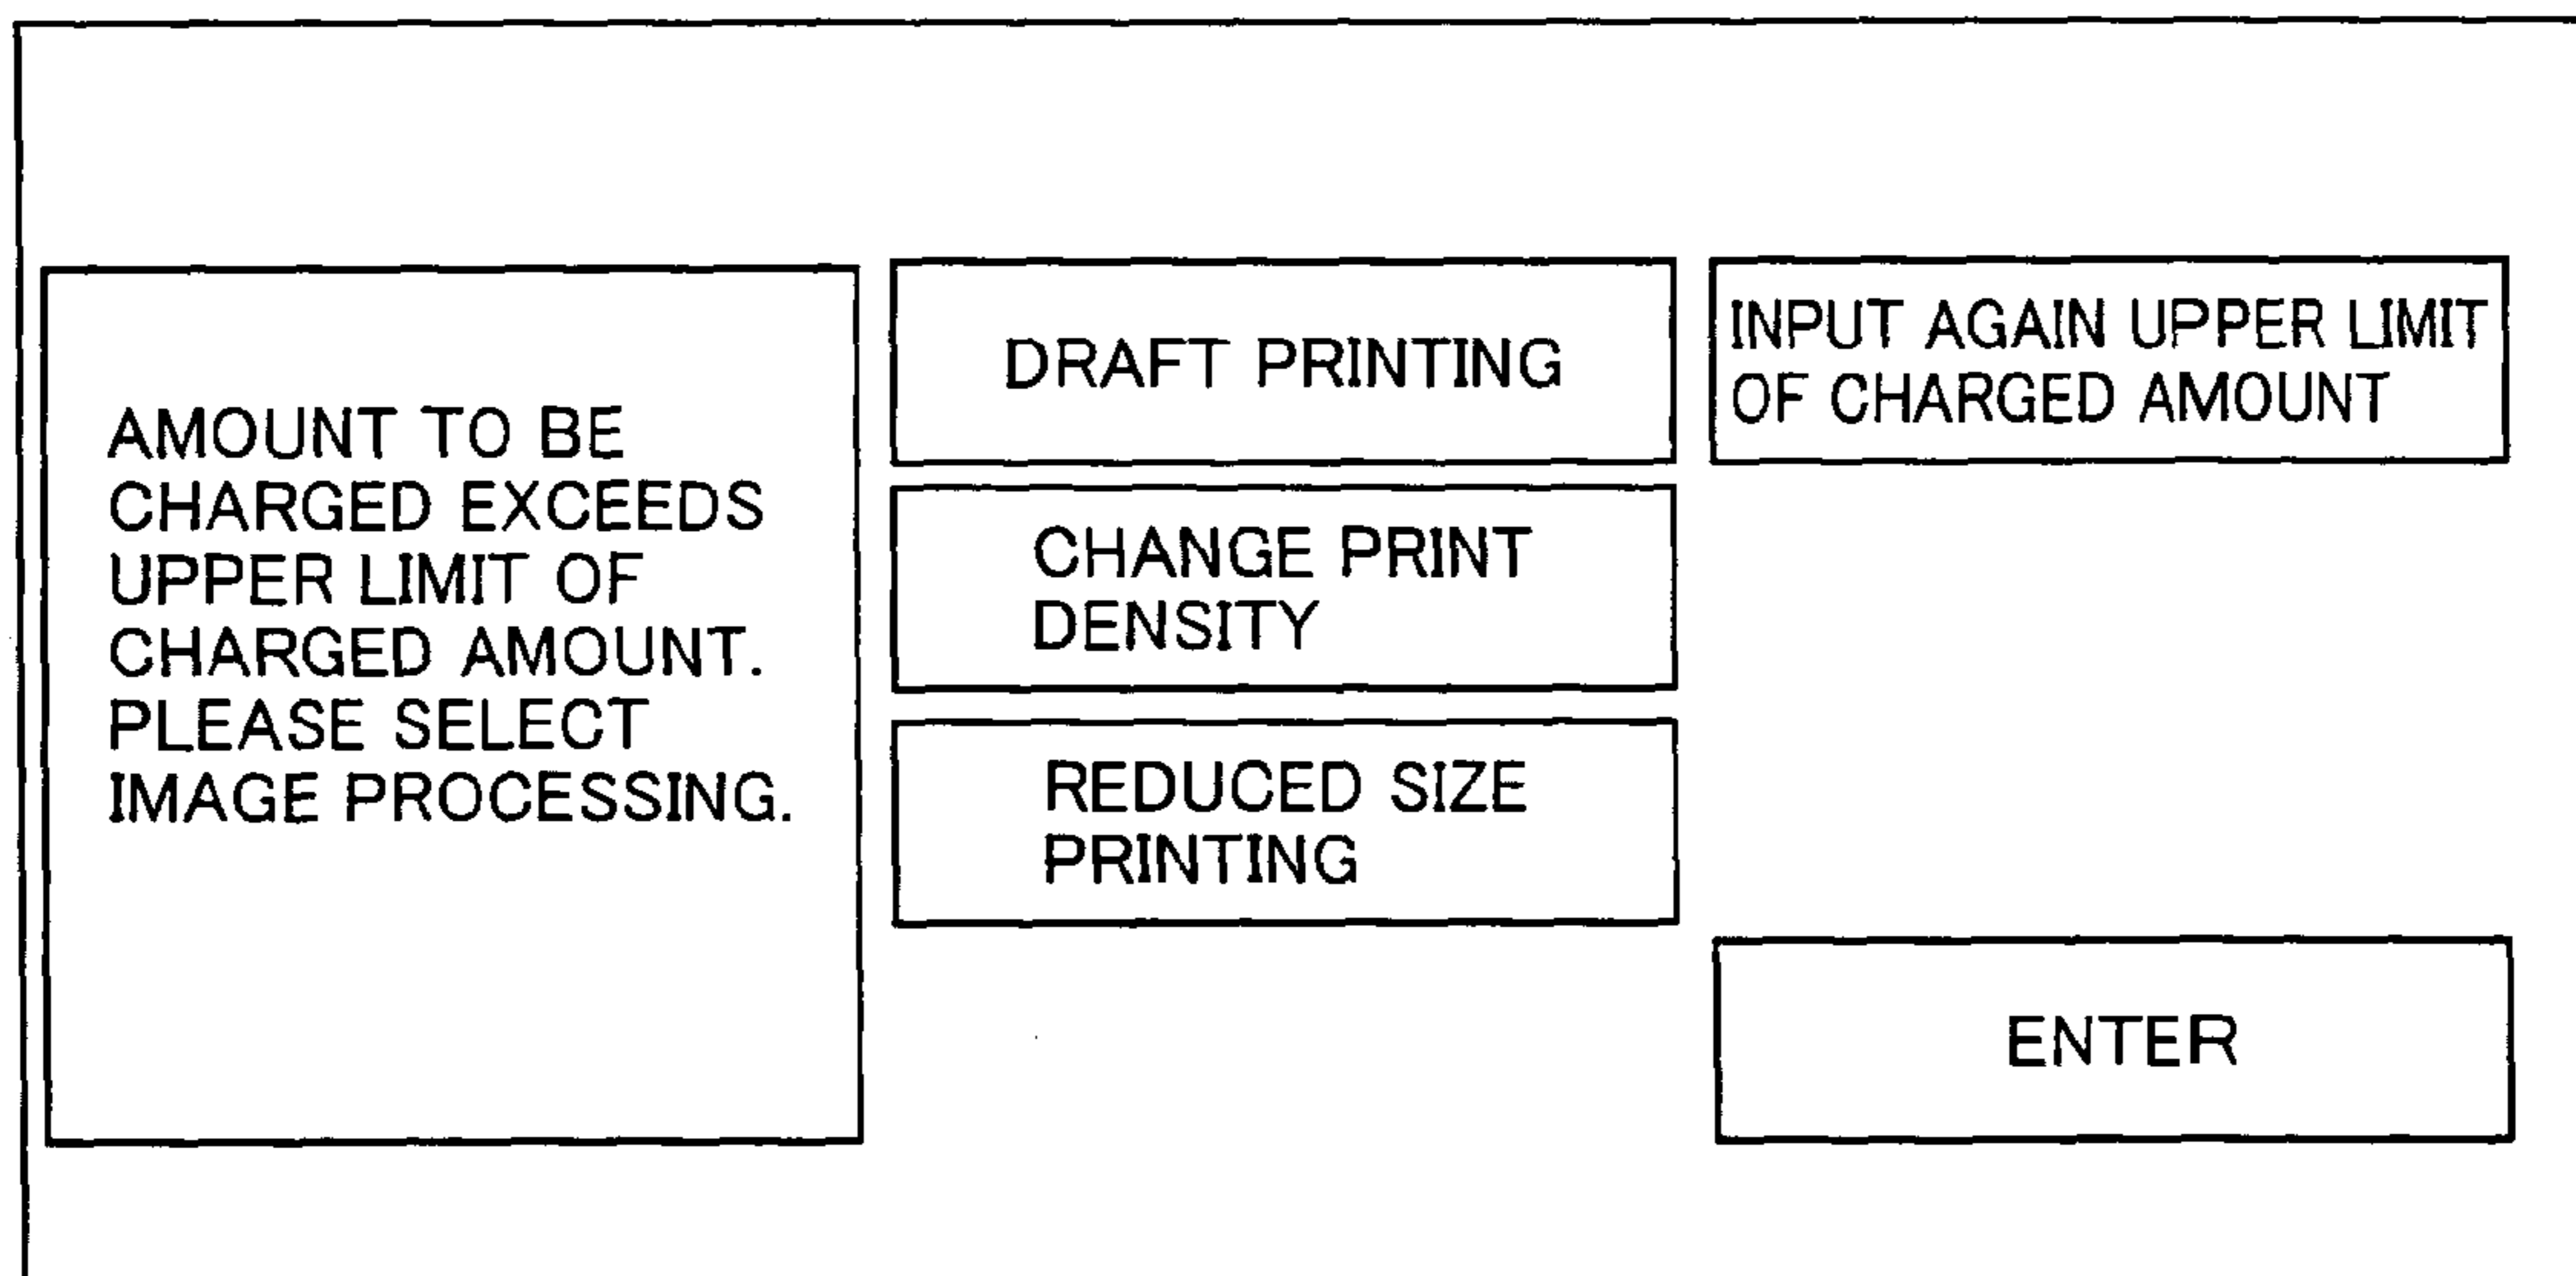 AMOUNT TO BE
CHARGED EXCEEDS
UPPER LIMIT OF
CHARGED AMOUNT.
PLEASE SELECT
IMAGE PROCESSING.
DRAFT PRINTING
CHANGE PRINT
DENSITY
REDUCED SIZE
PRINTING
INPUT AGAIN UPPER LIMIT
OF CHARGED AMOUNT
ENTER